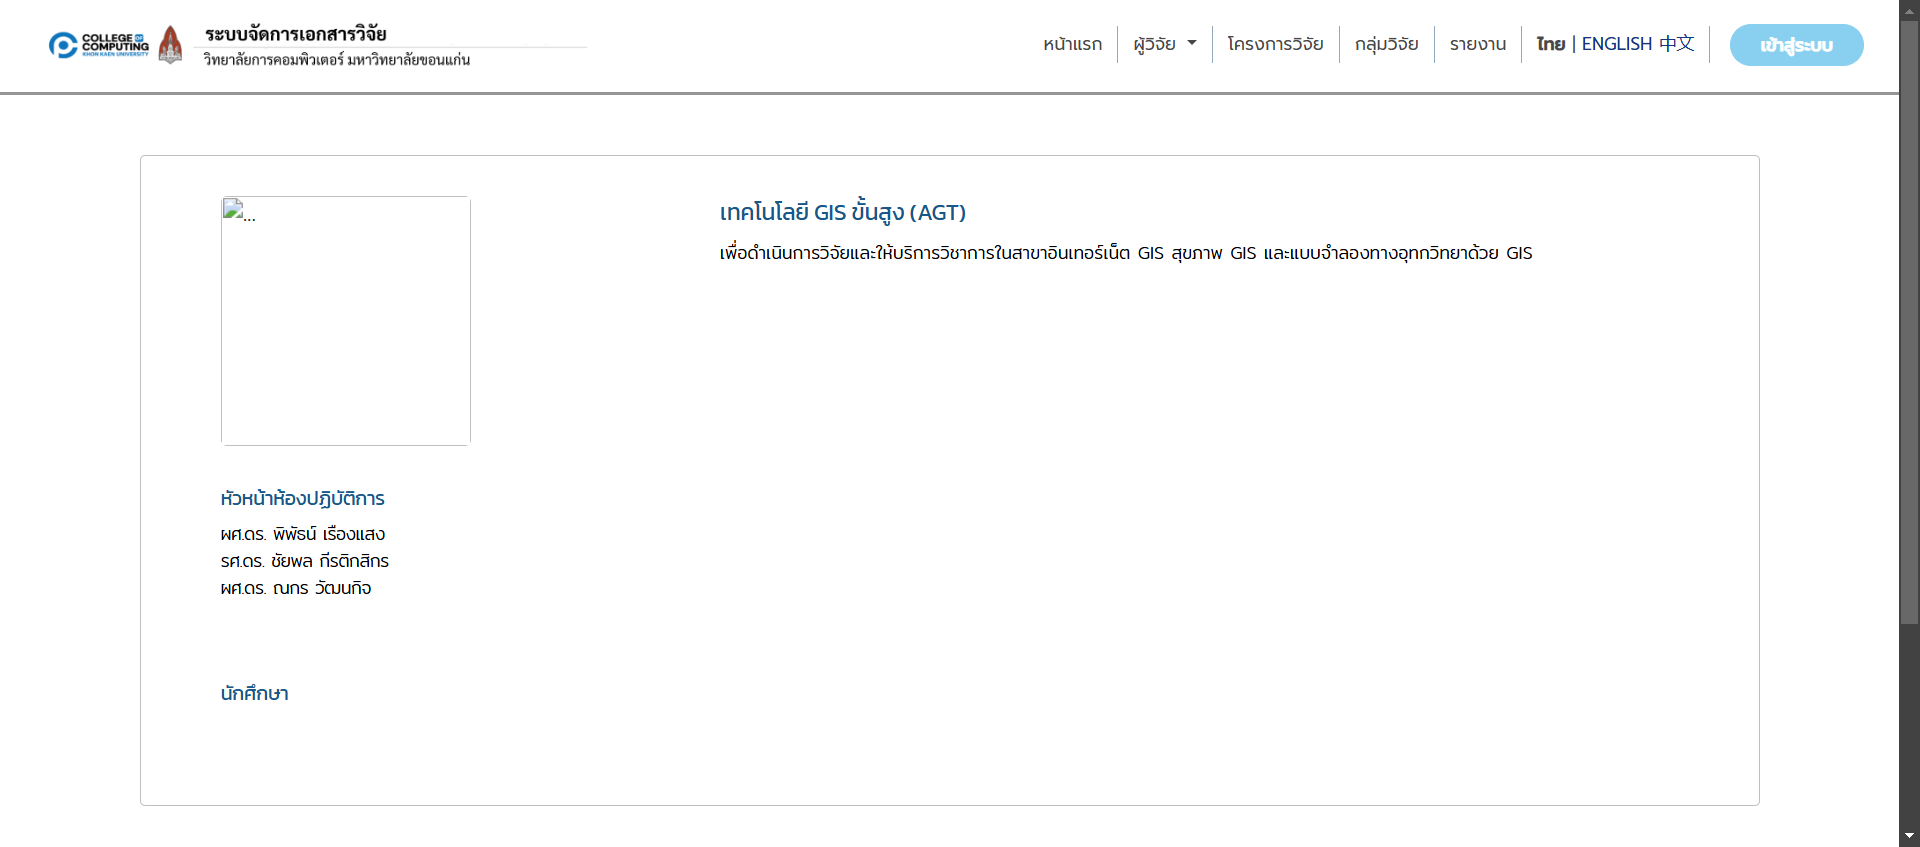 COLLEGE OF COMPUTING
KHON KAEN UNIVERSITY
ระบบจัดการเอกสารวิจัย
วิทยาลัยการคอมพิวเตอร์ มหาวิทยาลัยขอนแก่น
หน้าแรก
ผู้วิจัย
โครงการวิจัย
กลุ่มวิจัย
รายงาน
ไทย | ENGLISH 中文
เข้าสู่ระบบ
...
เทคโนโลยี GIS ขั้นสูง (AGT)
เพื่อดำเนินการวิจัยและให้บริการวิชาการในสาขาอินเทอร์เน็ต GIS สุขภาพ GIS และแบบจำลองทางอุทกวิทยาด้วย GIS
หัวหน้าห้องปฏิบัติการ
ผศ.ดร. พิพัธน์ เรืองแสง
รศ.ดร. ชัยพล กีรติกสิกร
ผศ.ดร. ณกร วัฒนกิจ
นักศึกษา